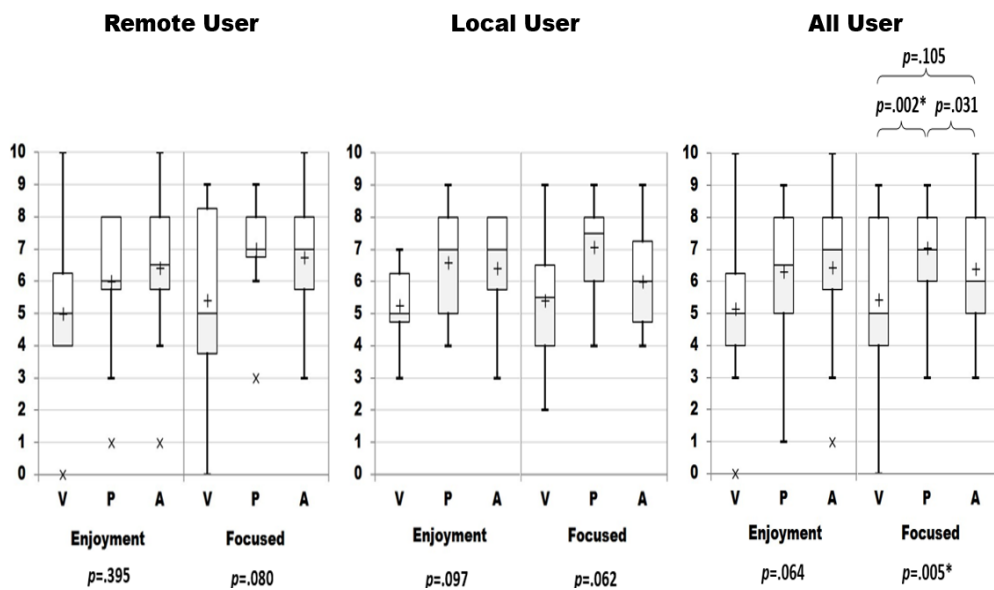 Remote User Local User All User
p=.105
p=.002* p=.031
10 10 10
9 9 9
8 8 8
7 7 7
6 6 6
5 5 5
4 4 4
3 3 3
2 2 2
1 1 1
0 0 0
V P A V P A V P A V P A V P A V P A
Enjoyment Focused Enjoyment Focused Enjoyment Focused
p=.395 p=.080 p=.097 p=.062 p=.064 p=.005*